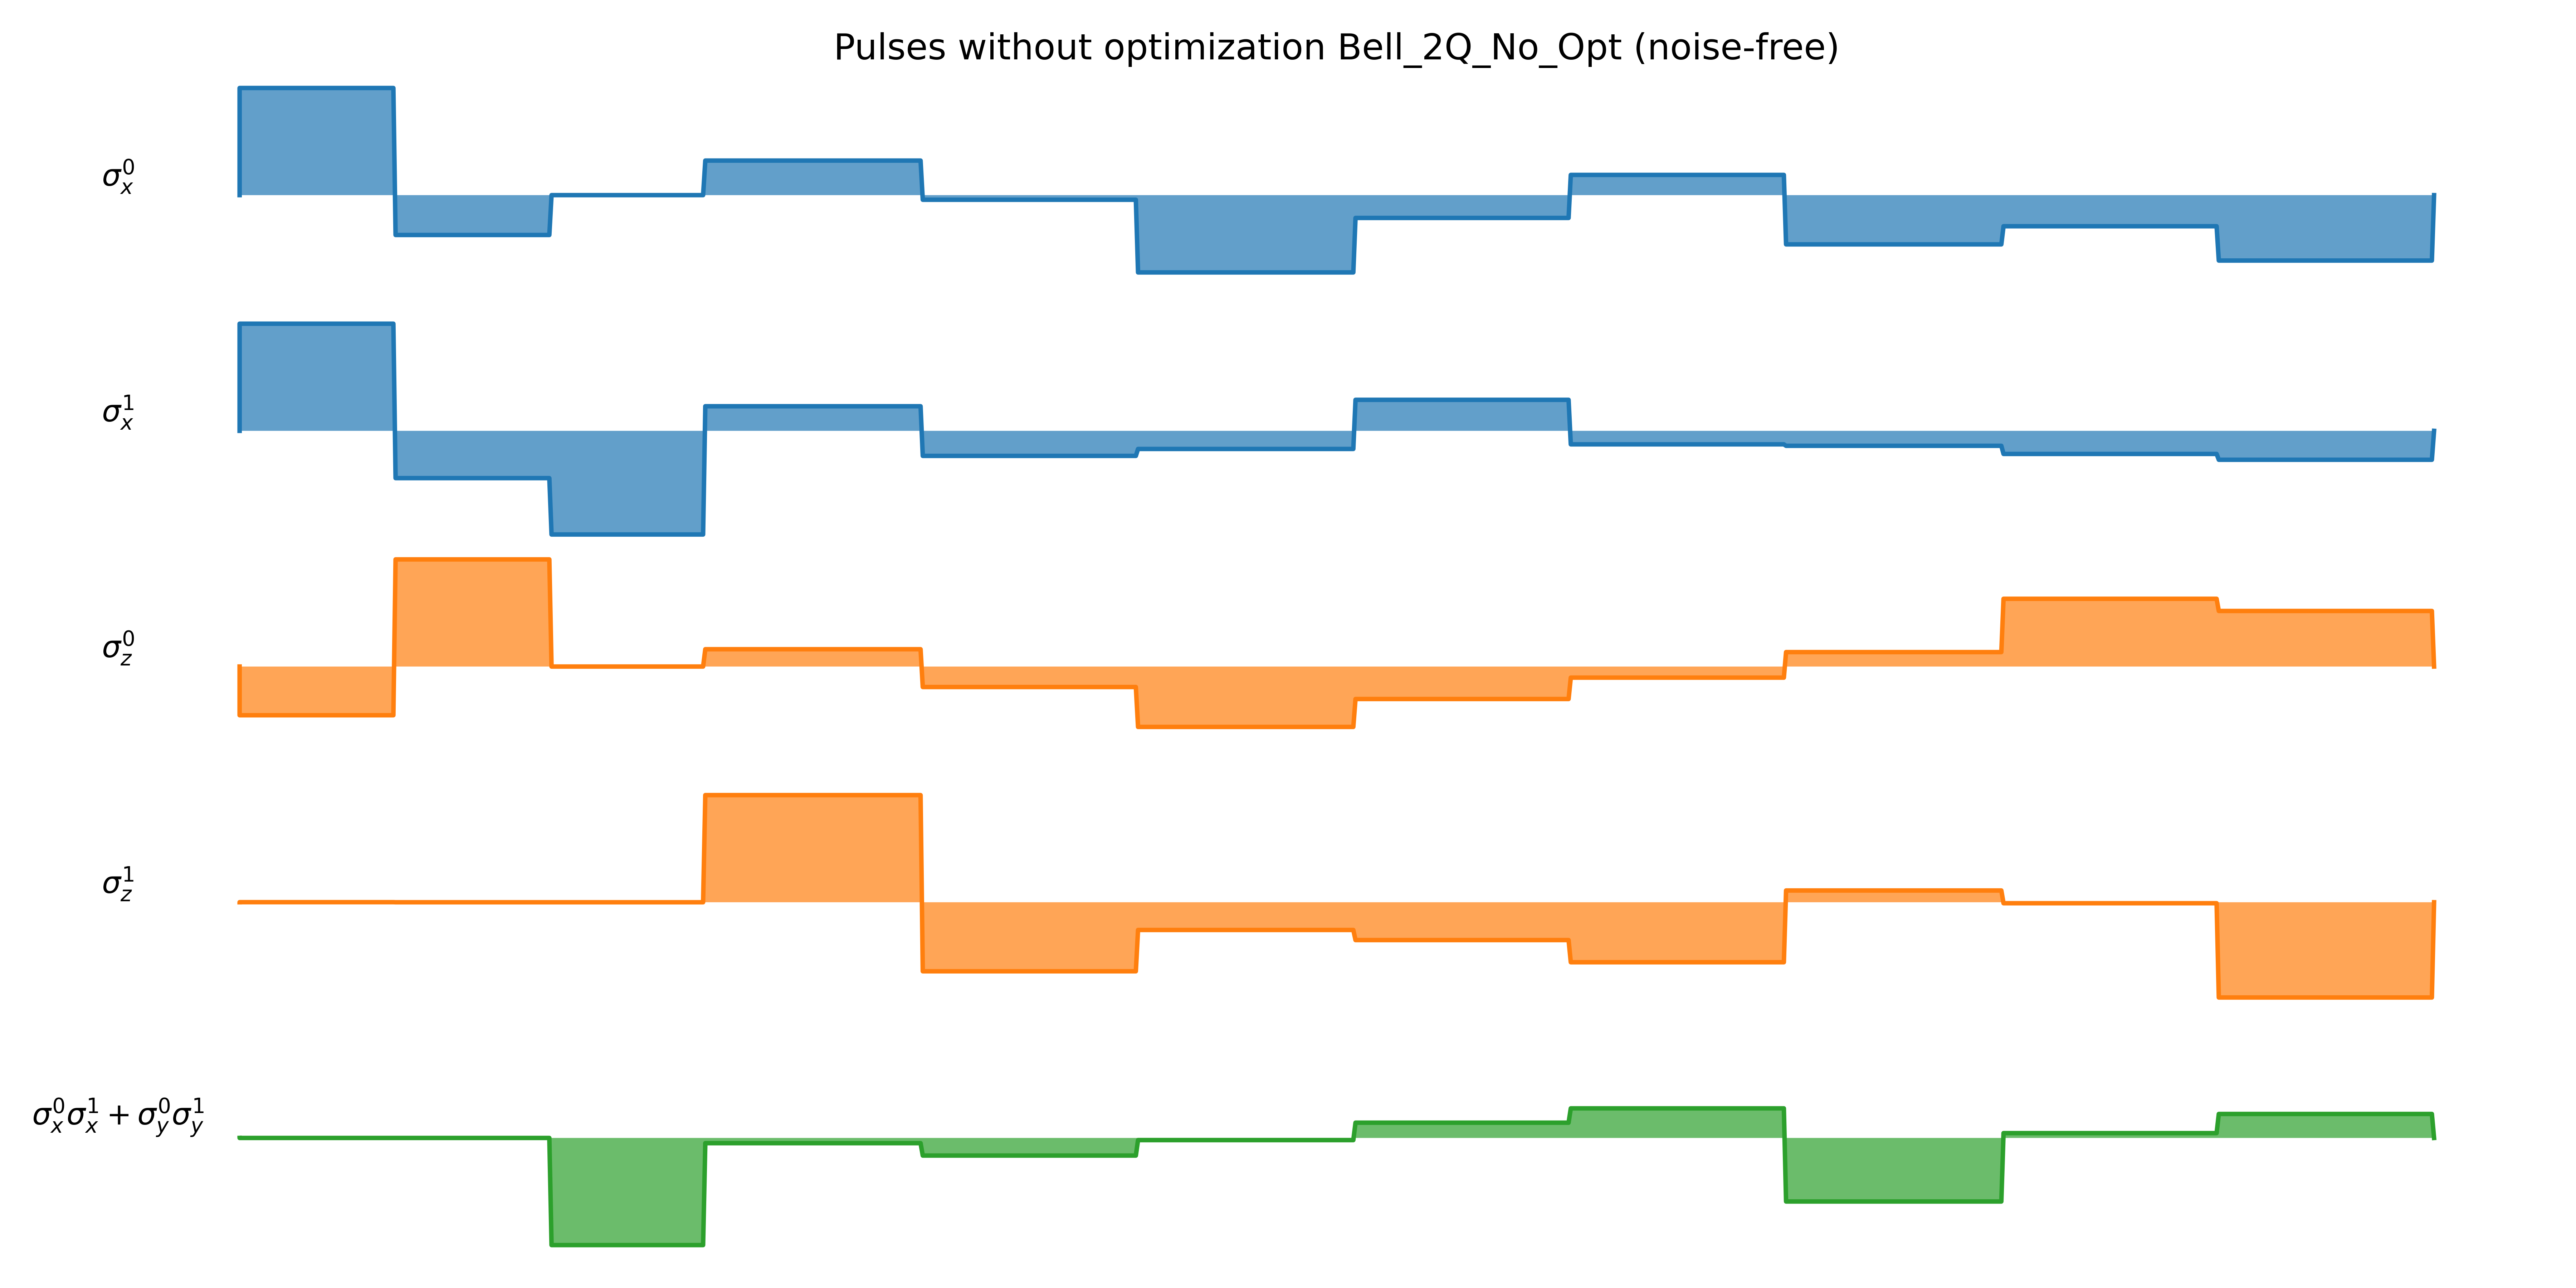 Pulses without optimization Bell_2Q_No_Opt (noise-free)
σ_x^0
σ_x^1
σ_z^0
σ_z^1
σ_x^0σ_x^1 + σ_y^0σ_y^1